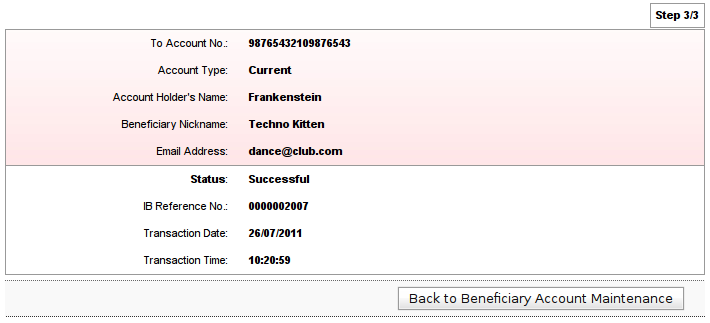 Step 3/3
To Account No.: 98765432109876543
Account Type: Current
Account Holder's Name: Frankenstein
Beneficiary Nickname: Techno Kitten
Email Address: dance@club.com
Status: Successful
IB Reference No.: 0000002007
Transaction Date: 26/07/2011
Transaction Time: 10:20:59
Back to Beneficiary Account Maintenance